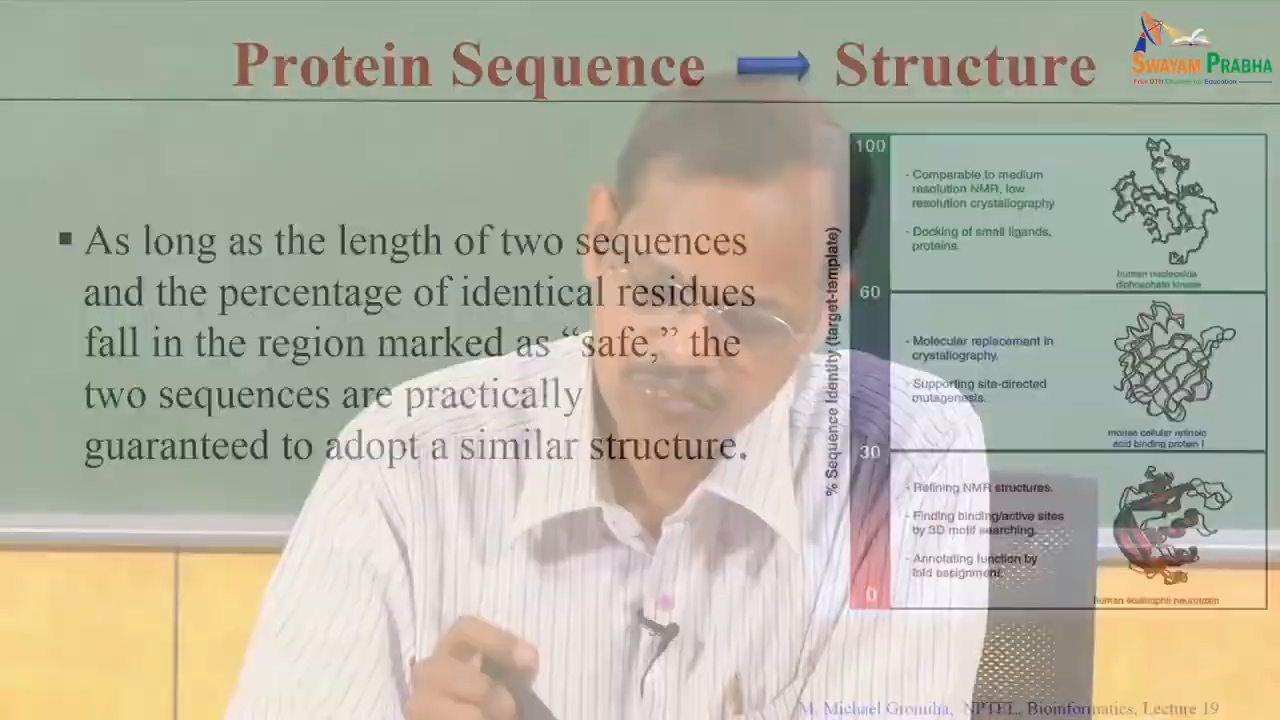 Protein Sequence Structure
SWAYAM PRABHA
Free DTH Channel for Education
▪ As long as the length of two sequences
and the percentage of identical residues
fall in the region marked as “safe,” the
two sequences are practically
guaranteed to adopt a similar structure.
% Sequence Identity (target-template)
100
- Comparable to medium
resolution NMR, low
resolution crystallography
- Docking of small ligands,
proteins.
human nucleoside
diphosphate kinase
60
- Molecular replacement in
crystallography.
- Supporting site-directed
mutagenesis.
mouse cellular retinoic
acid binding protein I
30
- Refining NMR structures.
- Finding binding/active sites
by 3D motif searching.
- Annotating function by
fold assignment.
0
human eosinophil neurotoxin
M. Michael Gromiha, NPTEL, Bioinformatics, Lecture 19